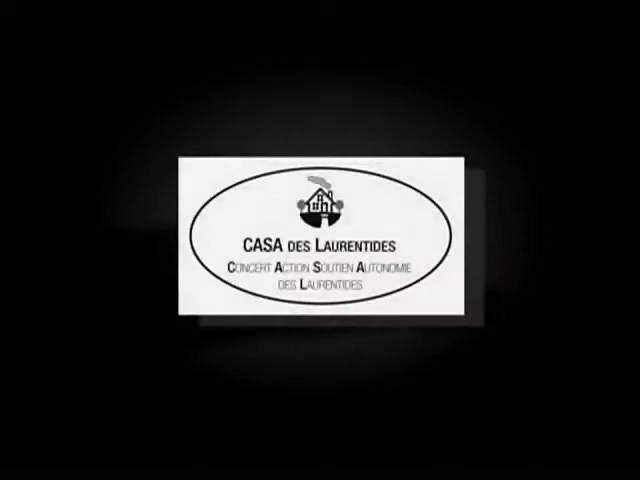 CASA DES LAURENTIDES
CONCERT ACTION SOUTIEN AUTONOMIE
DES LAURENTIDES